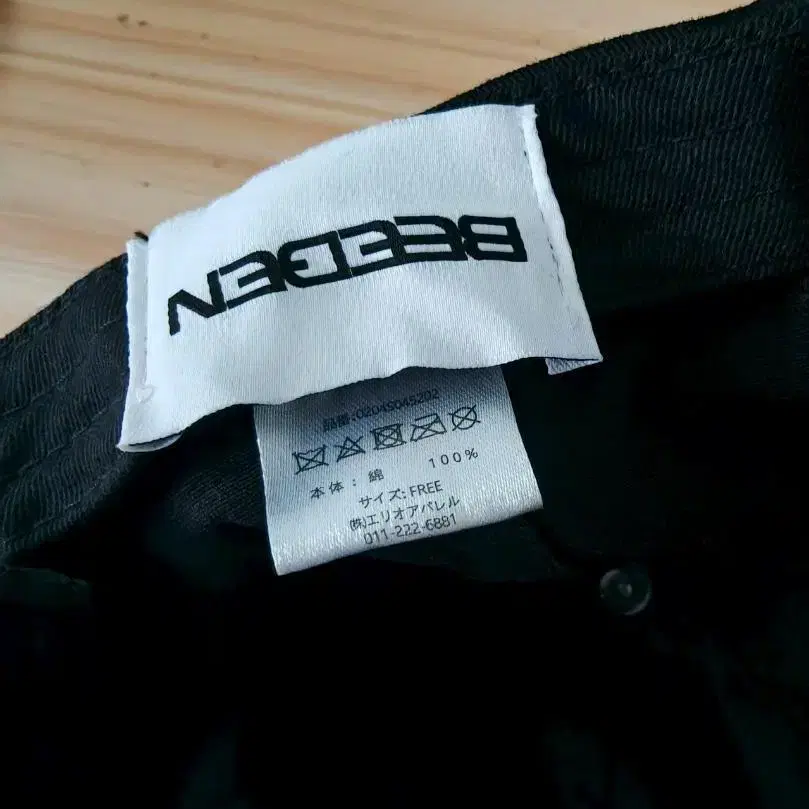 BEEDEN
品番:0204S045202
本体: 綿 100%
サイズ: FREE
(株)エリオアパレル
011-222-6881